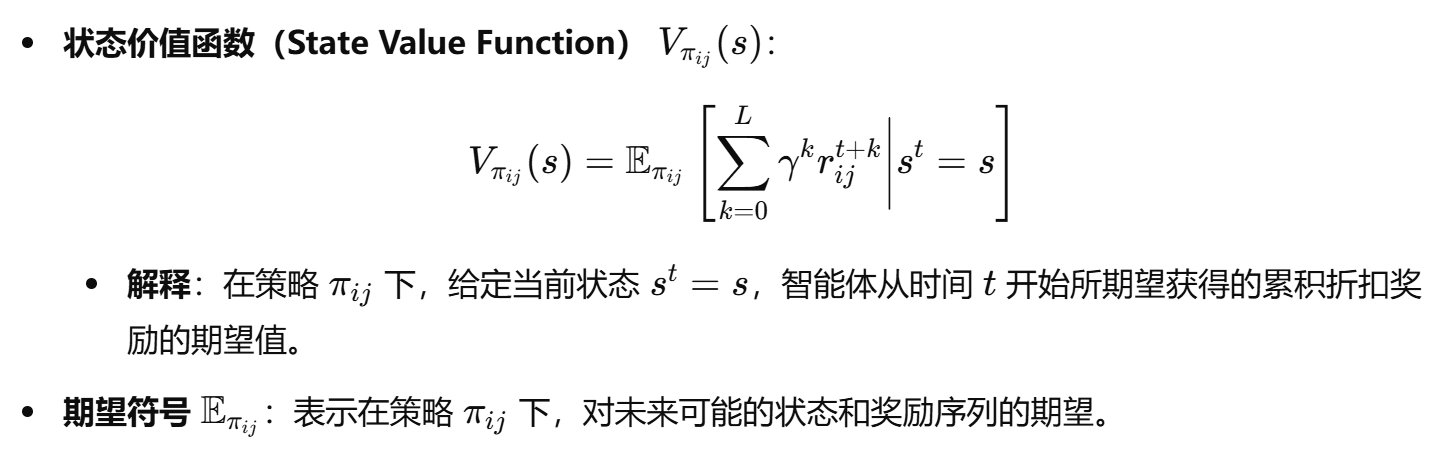 • 状态价值函数（State Value Function） $V_{\pi_{ij}}(s)$:
$$V_{\pi_{ij}}(s) = \mathbb{E}_{\pi_{ij}} \left[ \sum_{k=0}^{L} \gamma^k r_{ij}^{t+k} \middle| s^t = s \right]$$
• 解释：在策略 $\pi_{ij}$ 下，给定当前状态 $s^t = s$，智能体从时间 $t$ 开始所期望获得的累积折扣奖
励的期望值。
• 期望符号 $\mathbb{E}_{\pi_{ij}}$：表示在策略 $\pi_{ij}$ 下，对未来可能的状态和奖励序列的期望。